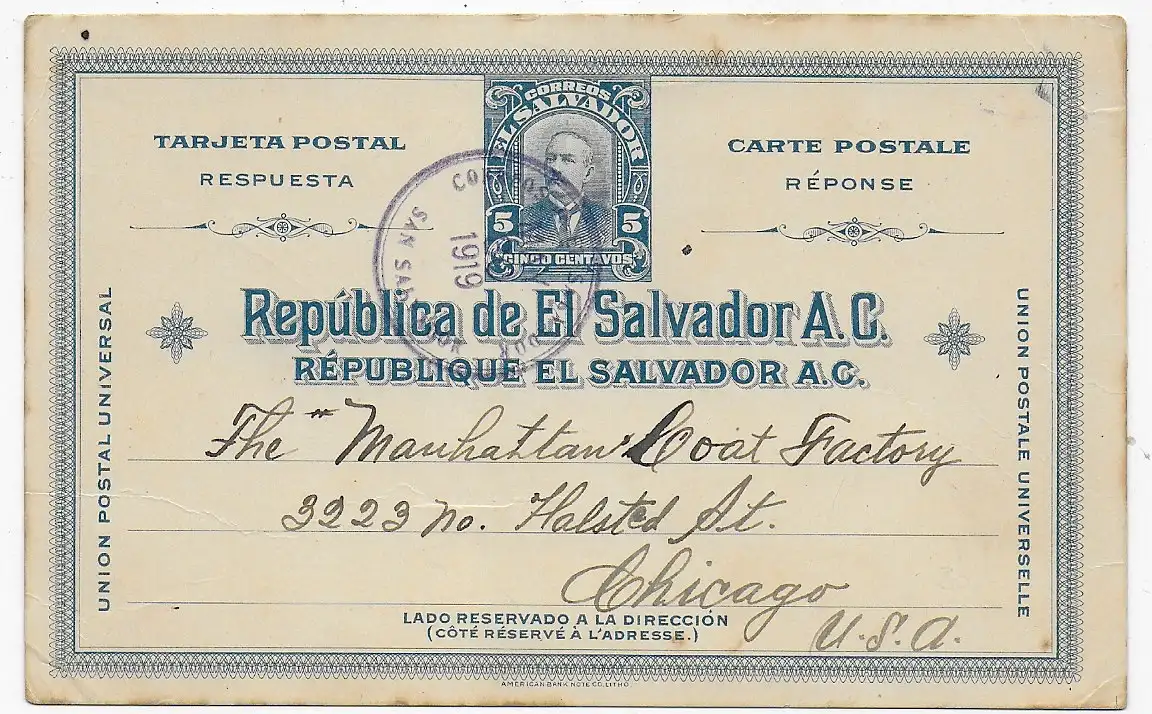 CORREOS
EL SALVADOR
5 5
CINCO CENTAVOS
TARJETA POSTAL
RESPUESTA
CARTE POSTALE
RÉPONSE
1919
SAN SALVADOR
República de El Salvador A.C.
RÉPUBLIQUE EL SALVADOR A.C.
UNION POSTAL UNIVERSAL
UNION POSTALE UNIVERSELLE
The "Manhattan" Coat Factory
3223 No. Halsted St.
Chicago
U.S.A.
LADO RESERVADO A LA DIRECCIÓN
(CÔTÉ RÉSERVÉ À L'ADRESSE.)
AMERICAN BANK NOTE CO. LITHO.